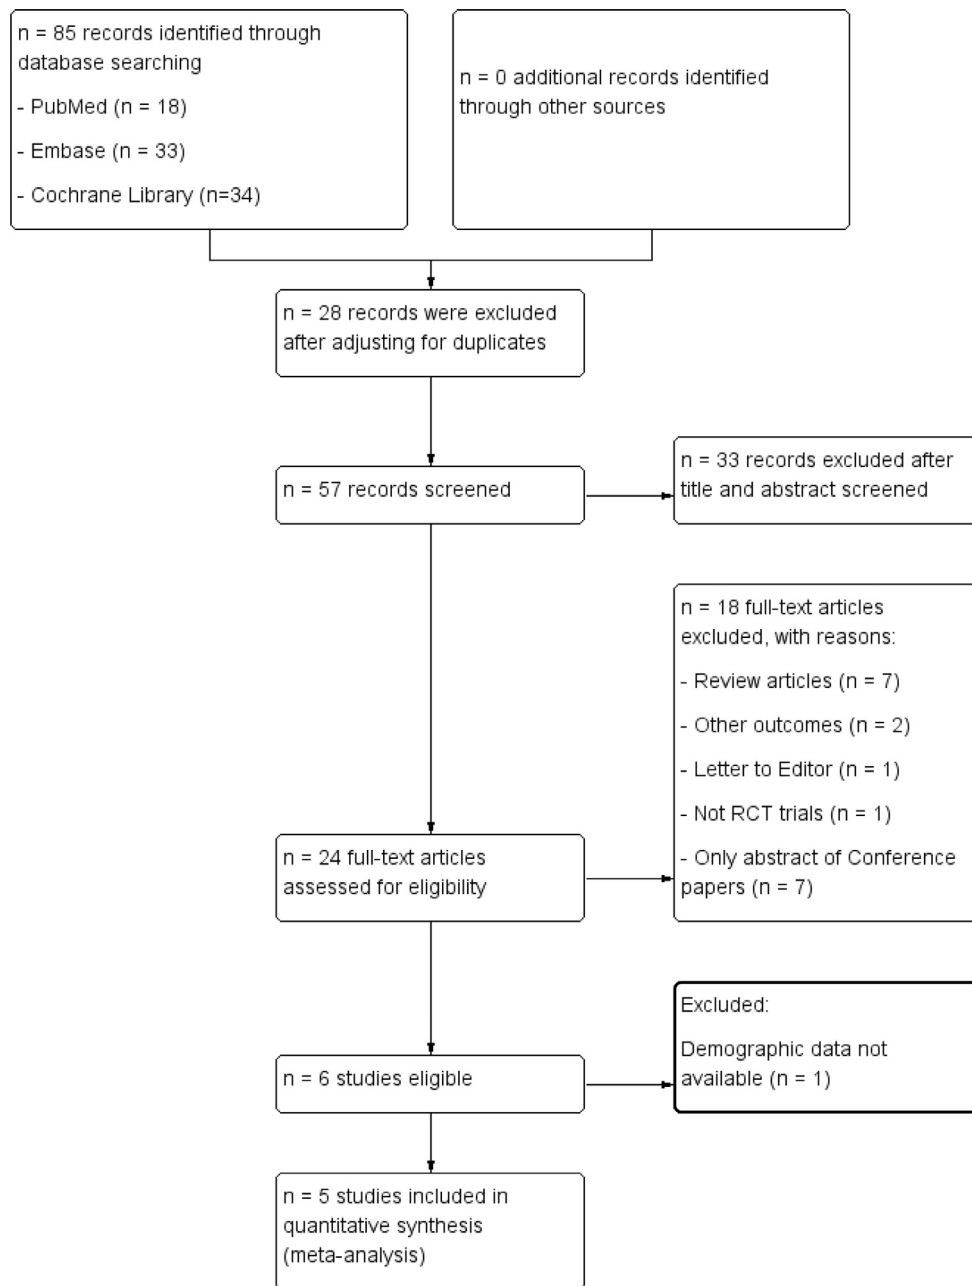 n = 85 records identified through
database searching
- PubMed (n = 18)
- Embase (n = 33)
- Cochrane Library (n=34)
n = 0 additional records identified
through other sources
n = 28 records were excluded
after adjusting for duplicates
n = 57 records screened
n = 33 records excluded after
title and abstract screened
n = 18 full-text articles
excluded, with reasons:
- Review articles (n = 7)
- Other outcomes (n = 2)
- Letter to Editor (n = 1)
- Not RCT trials (n = 1)
- Only abstract of Conference
papers (n = 7)
n = 24 full-text articles
assessed for eligibility
Excluded:
Demographic data not
available (n = 1)
n = 6 studies eligible
n = 5 studies included in
quantitative synthesis
(meta-analysis)